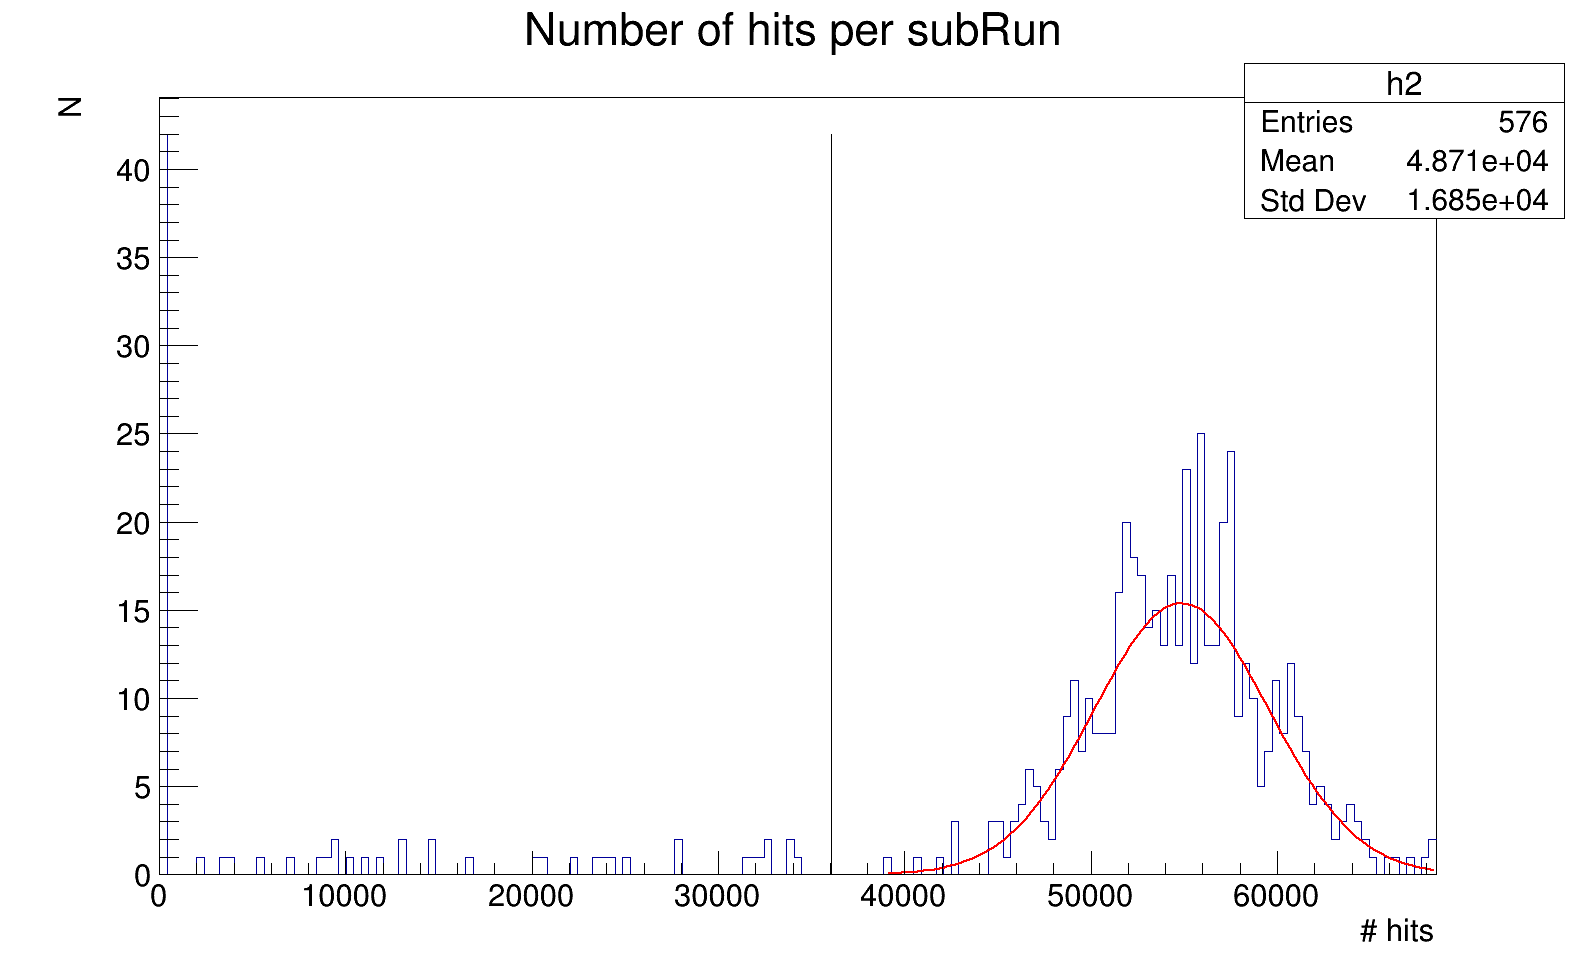 Number of hits per subRun
h2
Entries 576
Mean 4.871e+04
Std Dev 1.685e+04
N
40
35
30
25
20
15
10
5
0
0 10000 20000 30000 40000 50000 60000
# hits